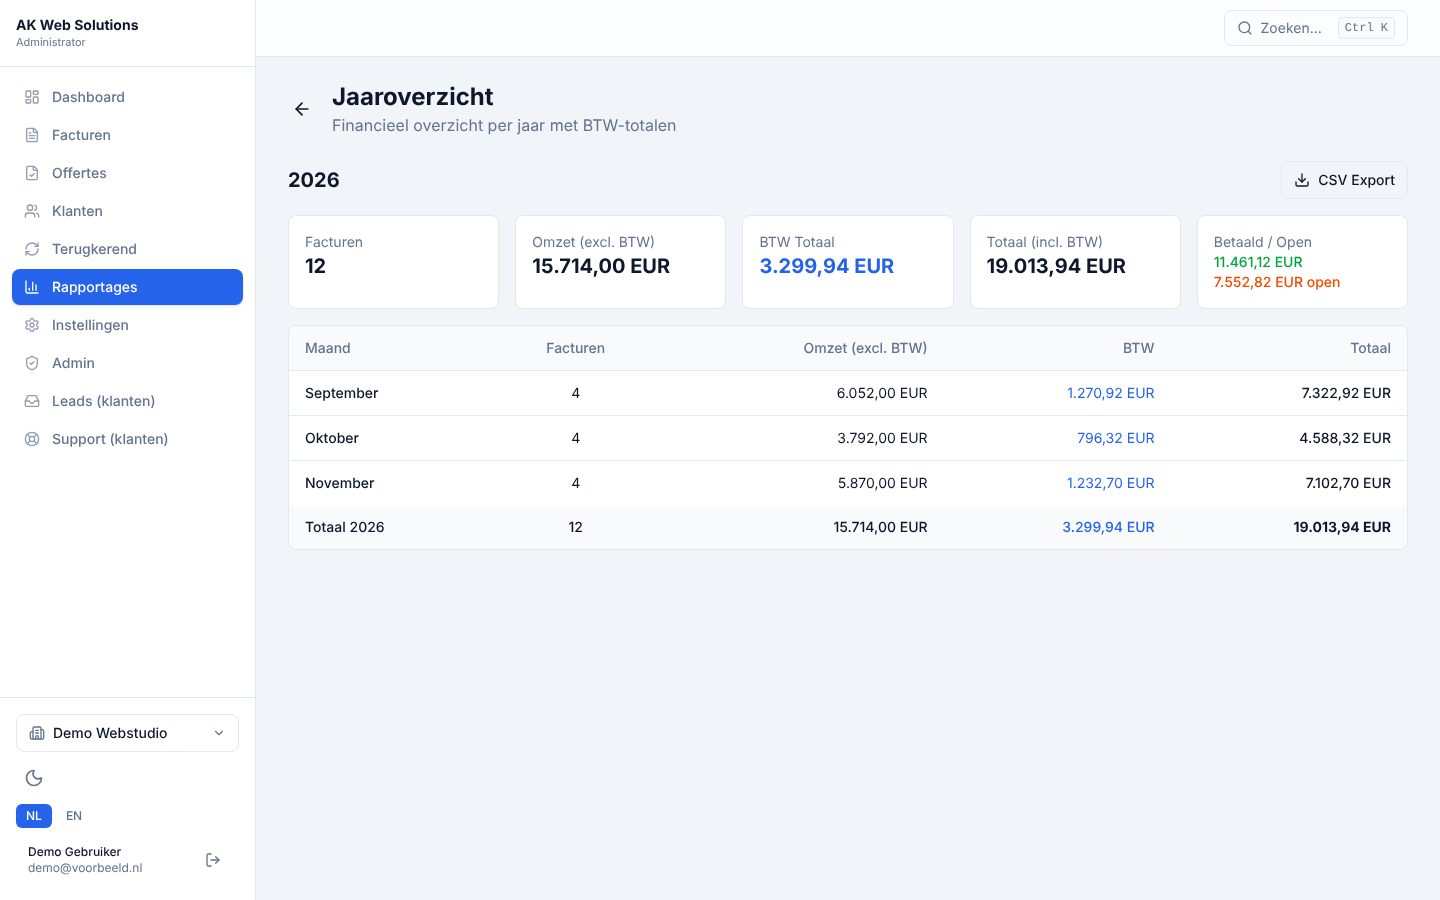 AK Web Solutions
Administrator
Dashboard
Facturen
Offertes
Klanten
Terugkerend
Rapportages
Instellingen
Admin
Leads (klanten)
Support (klanten)
Demo Webstudio
NL EN
Demo Gebruiker
demo@voorbeeld.nl
Zoeken... Ctrl K
Jaaroverzicht
Financieel overzicht per jaar met BTW-totalen
2026
CSV Export
Facturen
12
Omzet (excl. BTW)
15.714,00 EUR
BTW Totaal
3.299,94 EUR
Totaal (incl. BTW)
19.013,94 EUR
Betaald / Open
11.461,12 EUR
7.552,82 EUR open
Maand Facturen Omzet (excl. BTW) BTW Totaal
September 4 6.052,00 EUR 1.270,92 EUR 7.322,92 EUR
Oktober 4 3.792,00 EUR 796,32 EUR 4.588,32 EUR
November 4 5.870,00 EUR 1.232,70 EUR 7.102,70 EUR
Totaal 2026 12 15.714,00 EUR 3.299,94 EUR 19.013,94 EUR